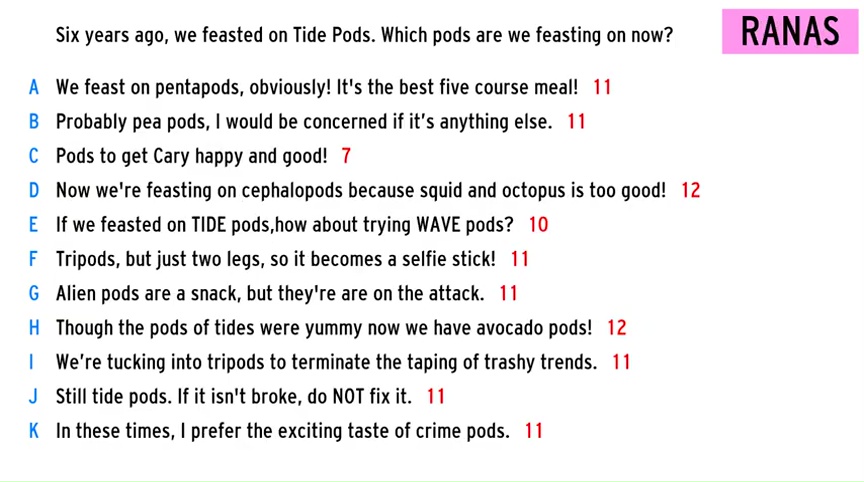 Six years ago, we feasted on Tide Pods. Which pods are we feasting on now?
RANAS
A We feast on pentapods, obviously! It's the best five course meal! 11
B Probably pea pods, I would be concerned if it’s anything else. 11
C Pods to get Cary happy and good! 7
D Now we're feasting on cephalopods because squid and octopus is too good! 12
E If we feasted on TIDE pods,how about trying WAVE pods? 10
F Tripods, but just two legs, so it becomes a selfie stick! 11
G Alien pods are a snack, but they're are on the attack. 11
H Though the pods of tides were yummy now we have avocado pods! 12
I We’re tucking into tripods to terminate the taping of trashy trends. 11
J Still tide pods. If it isn't broke, do NOT fix it. 11
K In these times, I prefer the exciting taste of crime pods. 11